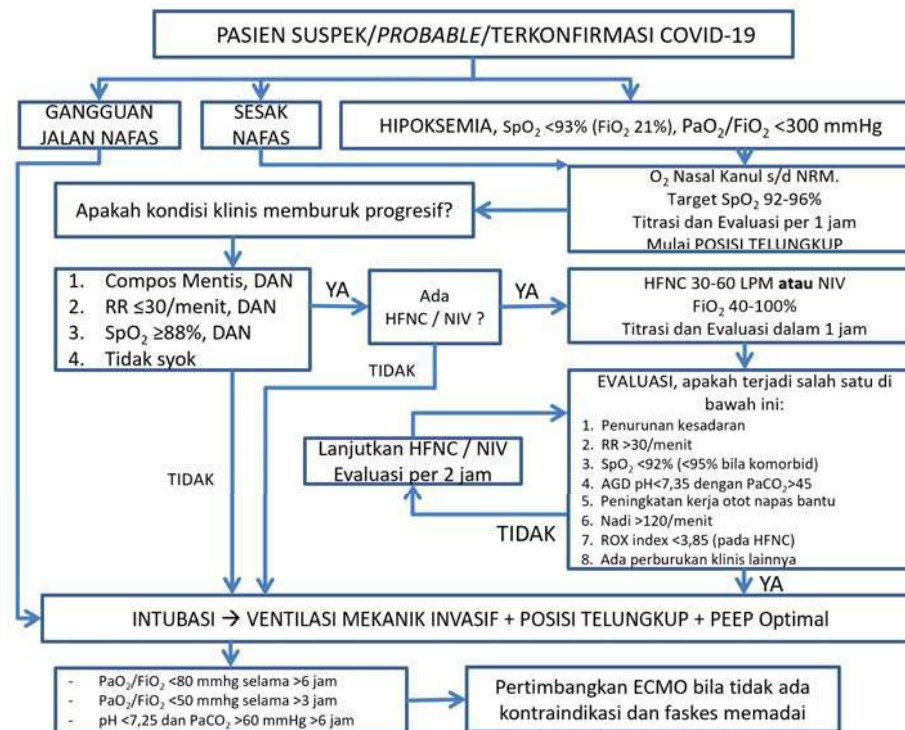 PASIEN SUSPEK/PROBABLE/TERKONFIRMASI COVID-19
GANGGUAN
JALAN NAFAS
SESAK
NAFAS
HIPOKSEMIA, SpO₂ <93% (FiO₂ 21%), PaO₂/FiO₂ <300 mmHg
O₂ Nasal Kanul s/d NRM.
Target SpO₂ 92-96%
Titrasi dan Evaluasi per 1 jam
Mulai POSISI TELUNGKUP
Apakah kondisi klinis memburuk progresif?
1. Compos Mentis, DAN
2. RR ≤30/menit, DAN
3. SpO₂ ≥88%, DAN
4. Tidak syok
YA
Ada
HFNC / NIV ?
YA
HFNC 30-60 LPM atau NIV
FiO₂ 40-100%
Titrasi dan Evaluasi dalam 1 jam
TIDAK
EVALUASI, apakah terjadi salah satu di
bawah ini:
1. Penurunan kesadaran
2. RR >30/menit
3. SpO₂ <92% (<95% bila komorbid)
4. AGD pH<7,35 dengan PaCO₂>45
5. Peningkatan kerja otot napas bantu
6. Nadi >120/menit
7. ROX index <3,85 (pada HFNC)
8. Ada perburukan klinis lainnya
Lanjutkan HFNC / NIV
Evaluasi per 2 jam
TIDAK
TIDAK
YA
INTUBASI → VENTILASI MEKANIK INVASIF + POSISI TELUNGKUP + PEEP Optimal
- PaO₂/FiO₂ <80 mmhg selama >6 jam
- PaO₂/FiO₂ <50 mmhg selama >3 jam
- pH <7,25 dan PaCO₂ >60 mmHg >6 jam
Pertimbangkan ECMO bila tidak ada
kontraindikasi dan faskes memadai